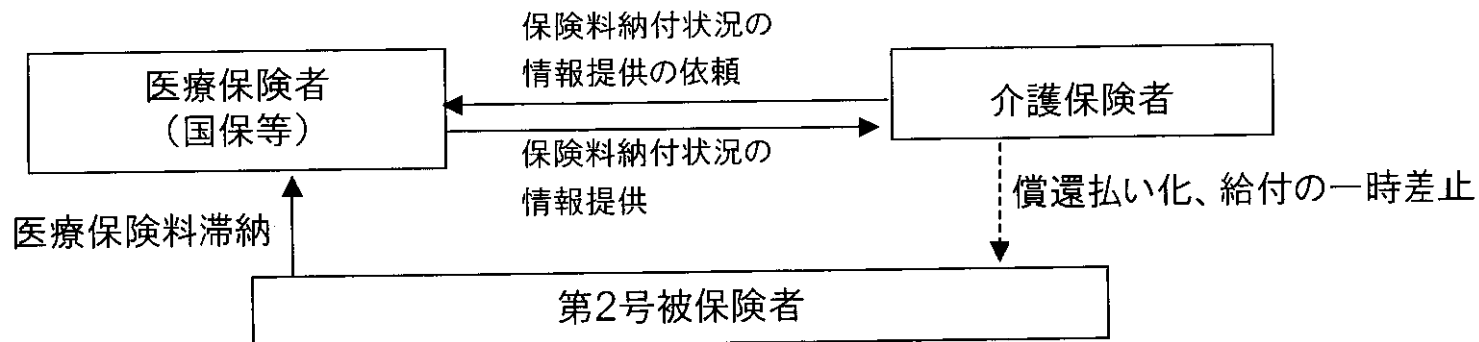 保険料納付状況の
情報提供の依頼
医療保険者
（国保等）
介護保険者
保険料納付状況の
情報提供
償還払い化、給付の一時差止
医療保険料滞納
第2号被保険者